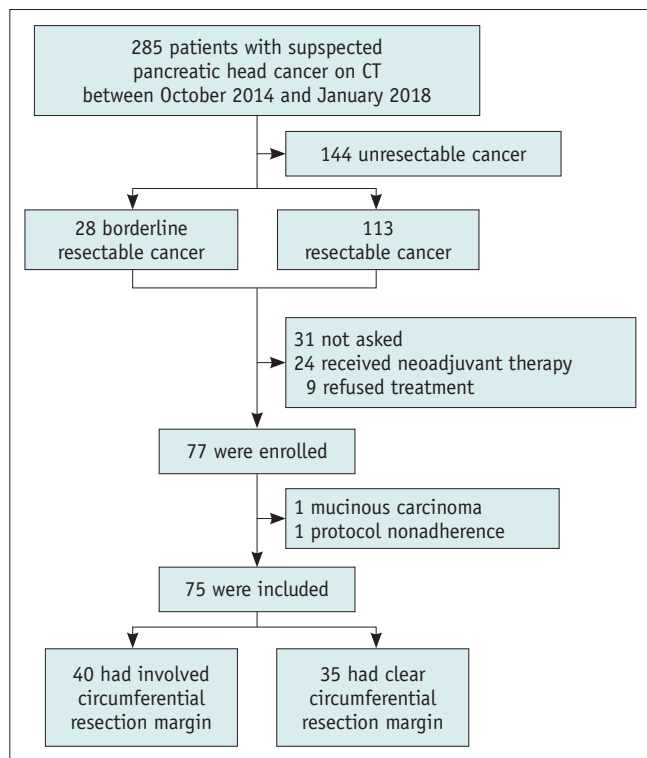 285 patients with supspected
pancreatic head cancer on CT
between October 2014 and January 2018
144 unresectable cancer
28 borderline
resectable cancer
113
resectable cancer
31 not asked
24 received neoadjuvant therapy
9 refused treatment
77 were enrolled
1 mucinous carcinoma
1 protocol nonadherence
75 were included
40 had involved
circumferential
resection margin
35 had clear
circumferential
resection margin